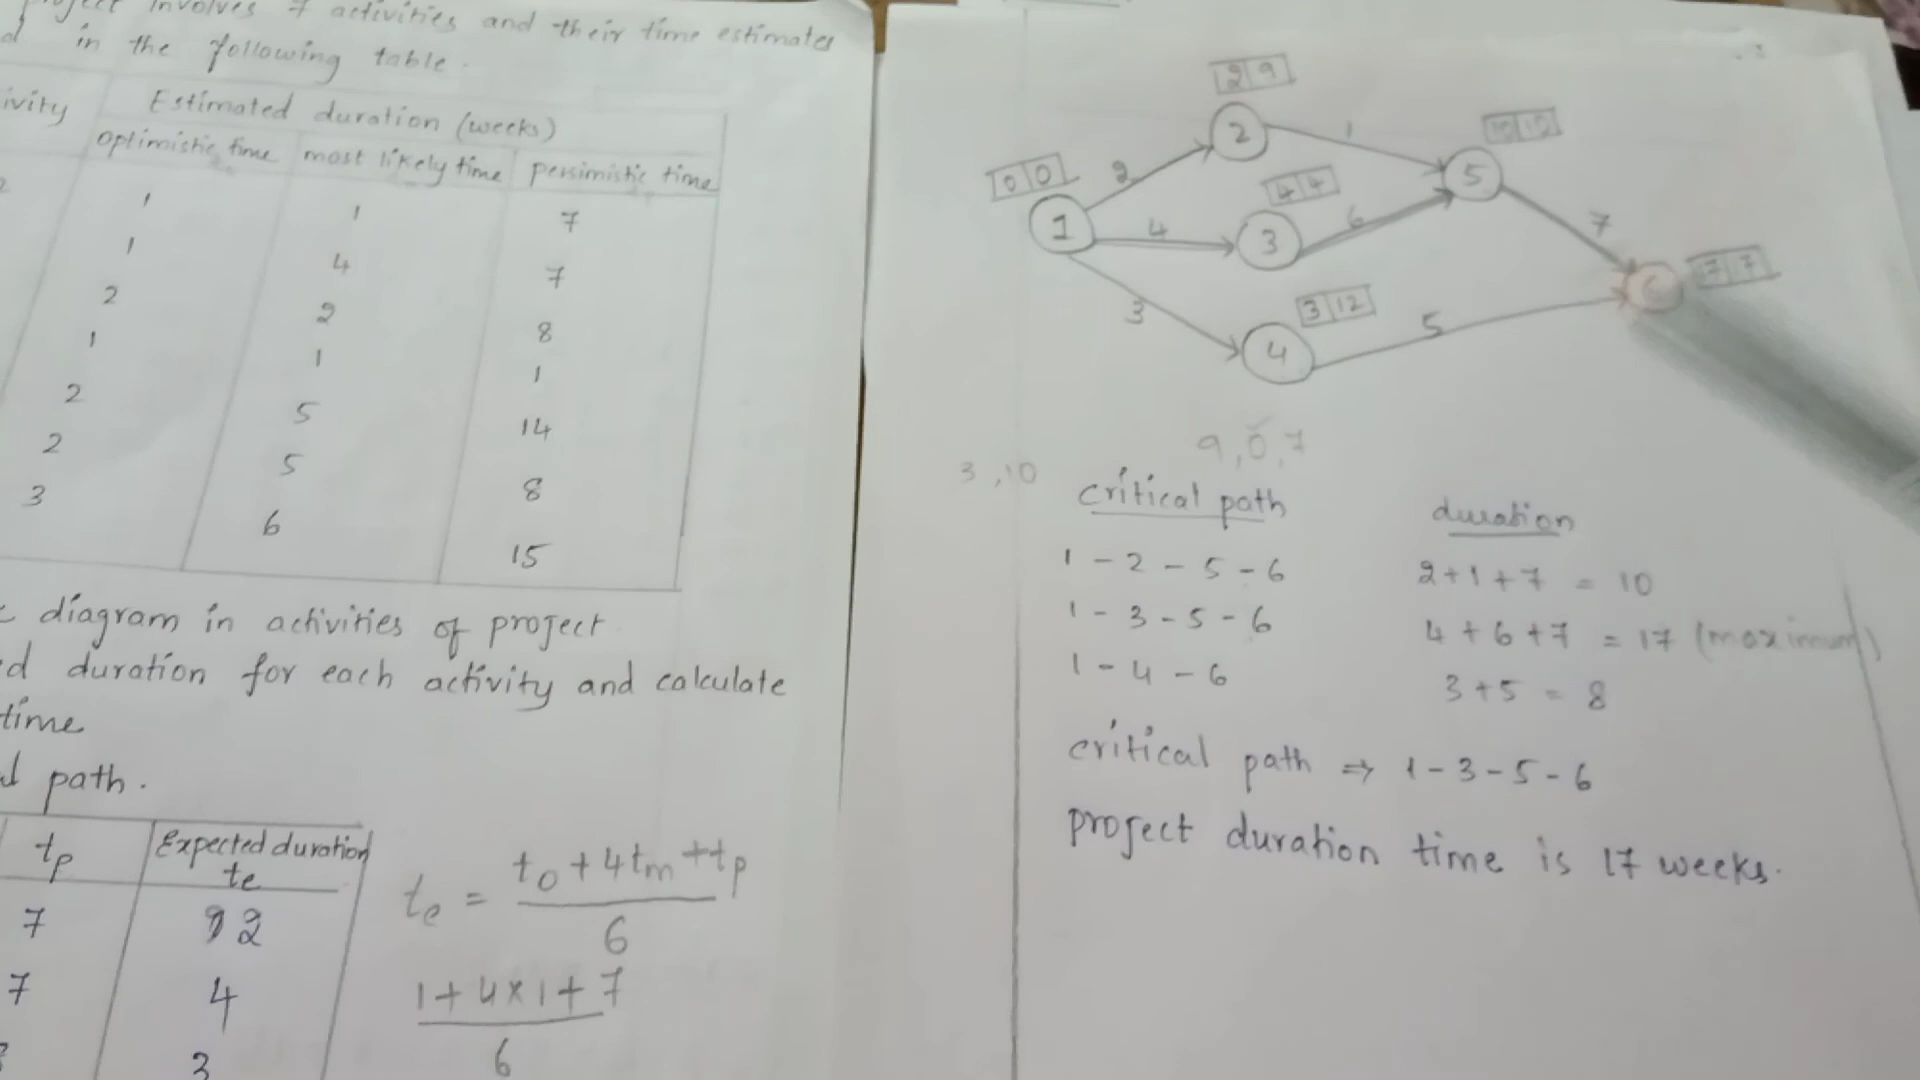 involves 7 activities and their time estimates
in the following table.
ivity Estimated duration (weeks)
optimistic time most likely time persimistic time
2 1 1 7
1 4 7
2 2 8
1 1 1
2 5 14
2 5 8
3 6 15
diagram in activities of project
d duration for each activity and calculate
time
path.
tp Expected duration te
7 2
7 4
3
te = to + 4tm + tp / 6
1 + 4 x 1 + 7 / 6
2 9
0 0 2 2 1 5
1 4 3 4 4 6 7
3 4 3 12 5
9, 0, 7
3, 10
critical path duration
1 - 2 - 5 - 6 2 + 1 + 7 = 10
1 - 3 - 5 - 6 4 + 6 + 7 = 17 (maximum)
1 - 4 - 6 3 + 5 = 8
critical path ⇒ 1 - 3 - 5 - 6
project duration time is 17 weeks.